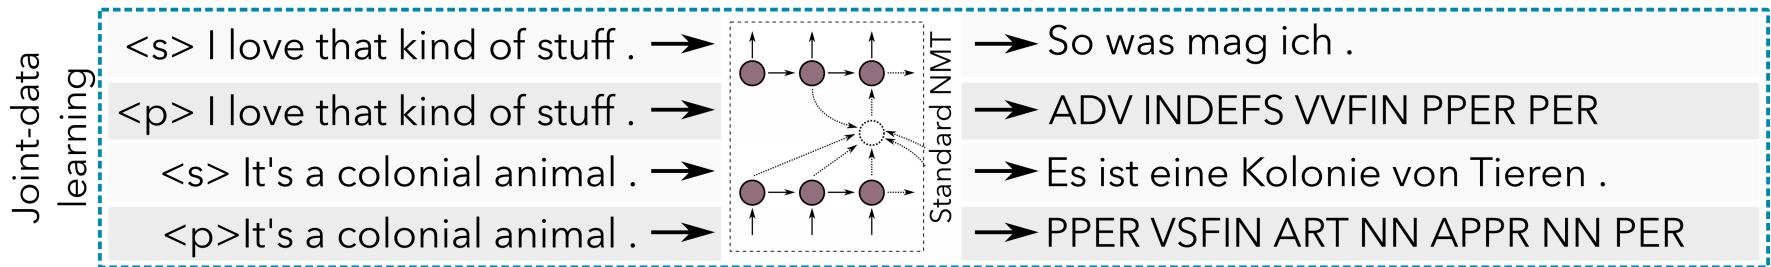 Joint-data
learning
<s> I love that kind of stuff .
So was mag ich .
<p> I love that kind of stuff .
ADV INDEFS VVFIN PPER PER
<s> It's a colonial animal .
Es ist eine Kolonie von Tieren .
<p>It's a colonial animal .
PPER VSFIN ART NN APPR NN PER
Standard NMT